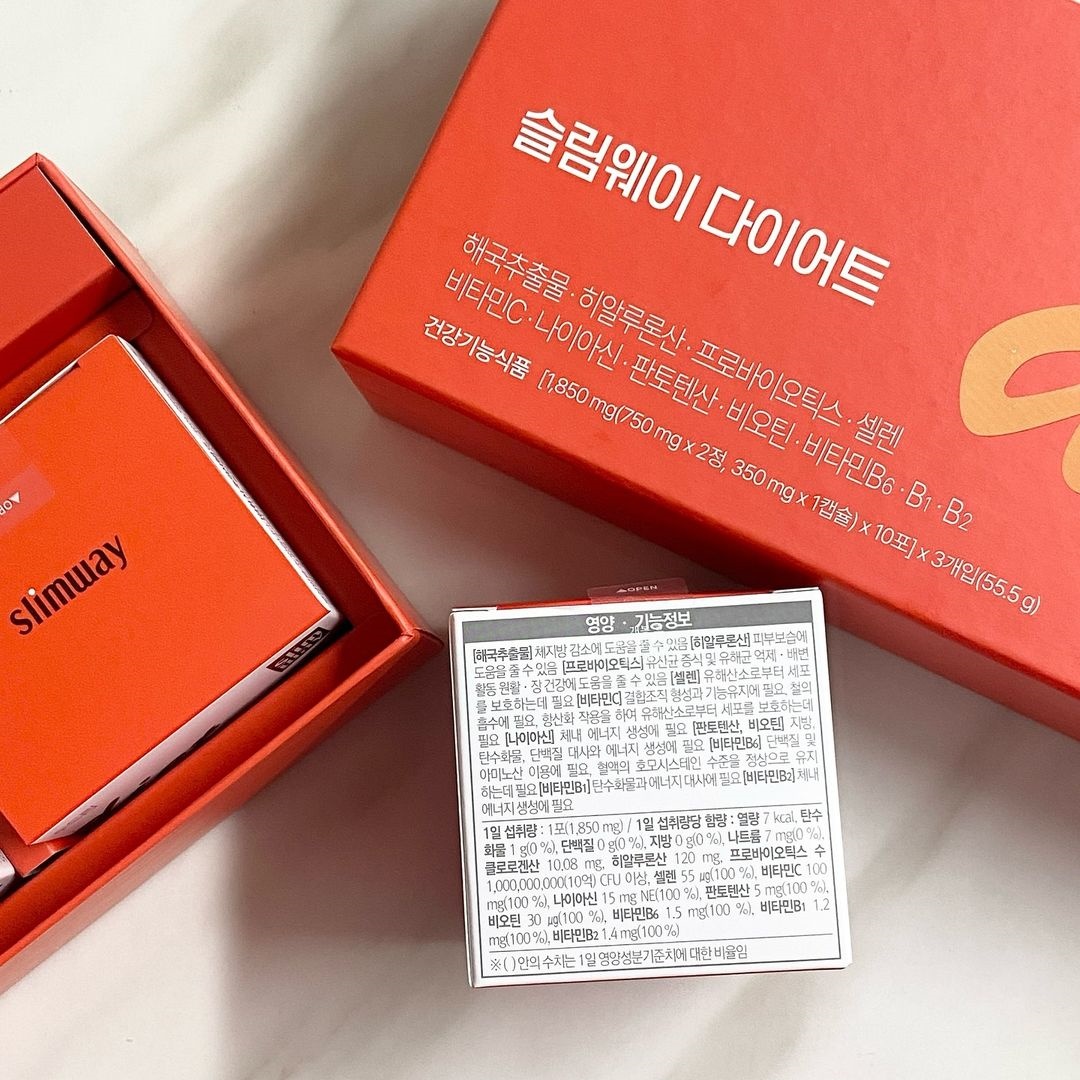 슬림웨이 다이어트
해국추출물 · 히알루론산 · 프로바이오틱스 · 셀렌
비타민C · 나이아신 · 판토텐산 · 비오틴 · 비타민B6 · B1 · B2
건강기능식품 [1,850 mg(750 mg x 2정, 350 mg x 1캡슐) x 10포] x 3개입(55.5 g)
slimway
▲OPEN
영양 · 기능정보
[해국추출물] 체지방 감소에 도움을 줄 수 있음 [히알루론산] 피부보습에
도움을 줄 수 있음 [프로바이오틱스] 유산균 증식 및 유해균 억제 · 배변
활동 원활 · 장 건강에 도움을 줄 수 있음 [셀렌] 유해산소로부터 세포
를 보호하는데 필요 [비타민C] 결합조직 형성과 기능유지에 필요, 철의
흡수에 필요, 항산화 작용을 하여 유해산소로부터 세포를 보호하는데
필요 [나이아신] 체내 에너지 생성에 필요 [판토텐산, 비오틴] 지방,
탄수화물, 단백질 대사와 에너지 생성에 필요 [비타민B6] 단백질 및
아미노산 이용에 필요, 혈액의 호모시스테인 수준을 정상으로 유지
하는데 필요 [비타민B1] 탄수화물과 에너지 대사에 필요 [비타민B2] 체내
에너지 생성에 필요
1일 섭취량 : 1포(1,850 mg) / 1일 섭취량당 함량 : 열량 7 kcal, 탄수
화물 1 g(0 %), 단백질 0 g(0 %), 지방 0 g(0 %), 나트륨 7 mg(0 %),
클로로겐산 10.08 mg, 히알루론산 120 mg, 프로바이오틱스 수
1,000,000,000(10억) CFU 이상, 셀렌 55 ㎍(100 %), 비타민C 100
mg(100 %), 나이아신 15 mg NE(100 %), 판토텐산 5 mg(100 %),
비오틴 30 ㎍(100 %), 비타민B6 1.5 mg(100 %), 비타민B1 1.2
mg(100 %), 비타민B2 1.4 mg(100 %)
※ ( ) 안의 수치는 1일 영양성분기준치에 대한 비율임